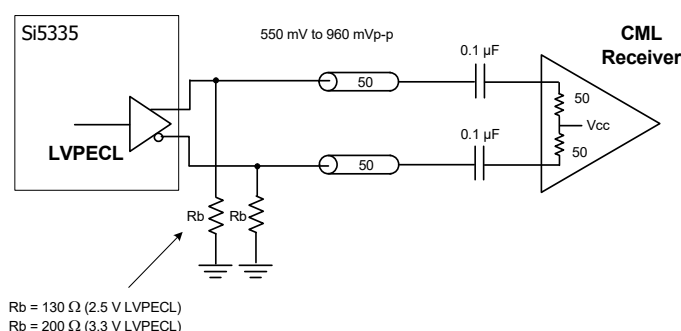 Si5335
550 mV to 960 mVp-p
CML
Receiver
0.1 µF
50
50
Vcc
LVPECL
0.1 µF
50
50
Rb
Rb
Rb = 130 Ω (2.5 V LVPECL)
Rb = 200 Ω (3.3 V LVPECL)